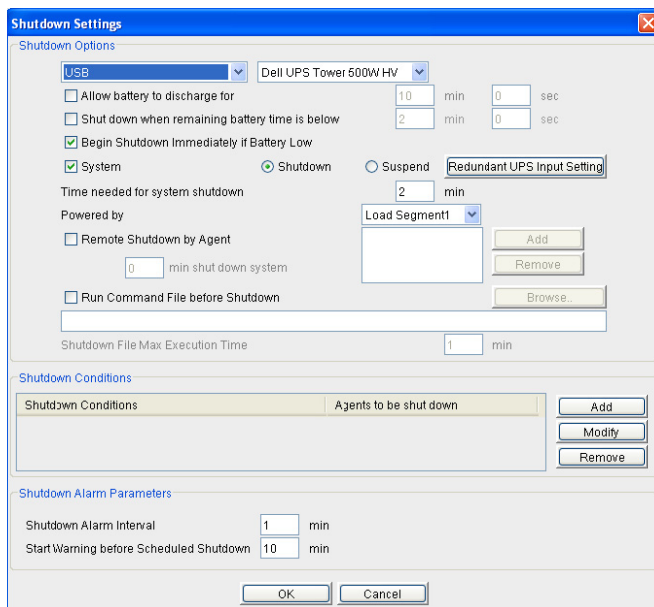 Shutdown Settings
Shutdown Options
USB Dell UPS Tower 500W HV
Allow battery to discharge for 10 min 0 sec
Shut down when remaining battery time is below 2 min 0 sec
Begin Shutdown Immediately if Battery Low
System Shutdown Suspend Redundant UPS Input Setting
Time needed for system shutdown 2 min
Powered by Load Segment1
Remote Shutdown by Agent Add
0 min shut down system Remove
Run Command File before Shutdown Browse..
Shutdown File Max Execution Time 1 min
Shutdown Conditions
Shutdown Conditions Agents to be shut down Add
Modify
Remove
Shutdown Alarm Parameters
Shutdown Alarm Interval 1 min
Start Warning before Scheduled Shutdown 10 min
OK Cancel